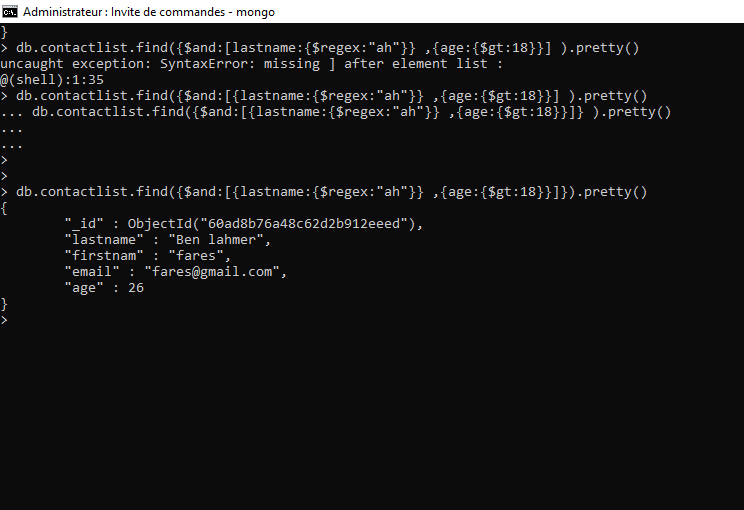 Administrateur : Invite de commandes - mongo
}
> db.contactlist.find({$and:[lastname:{$regex:"ah"}} ,{age:{$gt:18}}] ).pretty()
uncaught exception: SyntaxError: missing ] after element list :
@(shell):1:35
> db.contactlist.find({$and:[{lastname:{$regex:"ah"}} ,{age:{$gt:18}}] ).pretty()
... db.contactlist.find({$and:[{lastname:{$regex:"ah"}} ,{age:{$gt:18}}]} ).pretty()
...
...
>
>
> db.contactlist.find({$and:[{lastname:{$regex:"ah"}} ,{age:{$gt:18}}]}).pretty()
{
"_id" : ObjectId("60ad8b76a48c62d2b912eeed"),
"lastname" : "Ben lahmer",
"firstnam" : "fares",
"email" : "fares@gmail.com",
"age" : 26
}
>